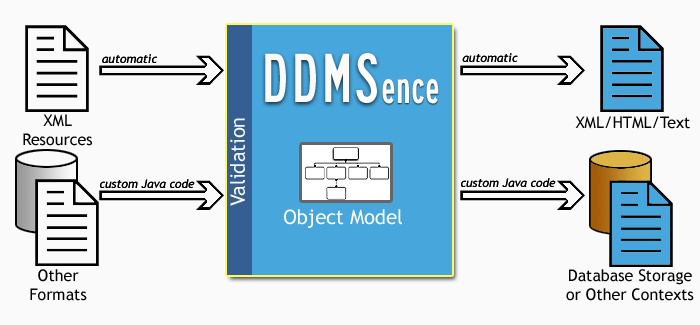 automatic
XML
Resources
custom Java code
Other
Formats
Validation
DDMSence
Object Model
automatic
XML/HTML/Text
custom Java code
Database Storage
or Other Contexts